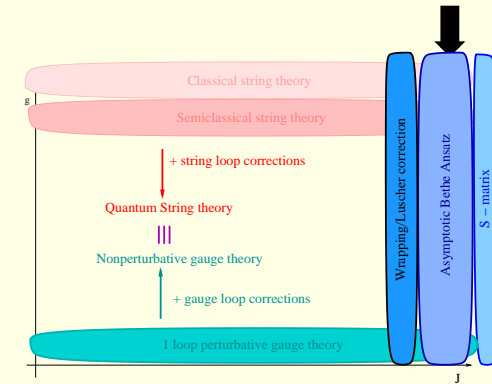 Classical string theory
Semiclassical string theory
+ string loop corrections
Quantum String theory
Nonperturbative gauge theory
+ gauge loop corrections
1 loop perturbative gauge theory
Wrapping/Luscher correction
Asymptotic Bethe Ansatz
S - matrix
J